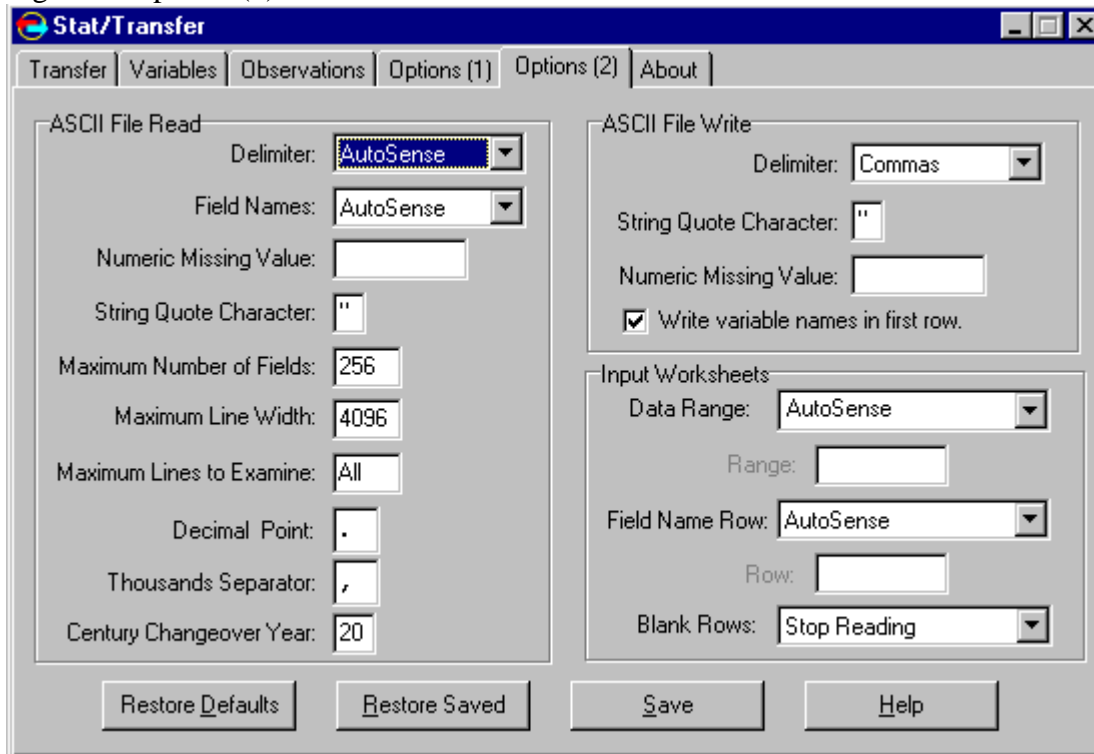 Stat/Transfer
Transfer Variables Observations Options (1) Options (2) About
ASCII File Read
Delimiter: AutoSense
Field Names: AutoSense
Numeric Missing Value:
String Quote Character: "
Maximum Number of Fields: 256
Maximum Line Width: 4096
Maximum Lines to Examine: All
Decimal Point: .
Thousands Separator: ,
Century Changeover Year: 20
ASCII File Write
Delimiter: Commas
String Quote Character: "
Numeric Missing Value:
Write variable names in first row.
Input Worksheets
Data Range: AutoSense
Range:
Field Name Row: AutoSense
Row:
Blank Rows: Stop Reading
Restore Defaults Restore Saved Save Help